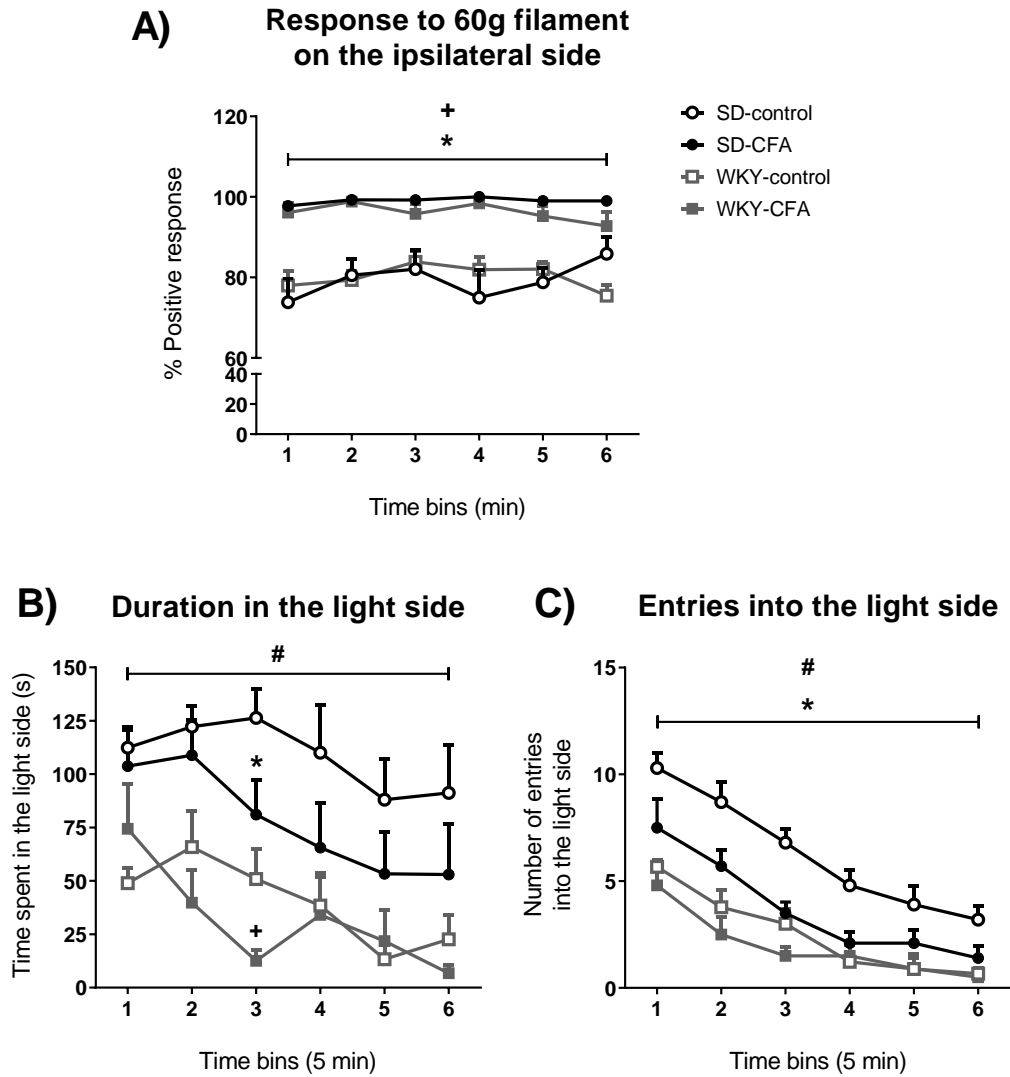 A)
Response to 60g filament
on the ipsilateral side
+
*
SD-control
SD-CFA
WKY-control
WKY-CFA
% Positive response
120
100
80
60
40
20
0
1 2 3 4 5 6
Time bins (min)
B)
Duration in the light side
#
*
+
Time spent in the light side (s)
150
125
100
75
50
25
0
1 2 3 4 5 6
Time bins (5 min)
C)
Entries into the light side
#
*
Number of entries
into the light side
15
10
5
0
1 2 3 4 5 6
Time bins (5 min)